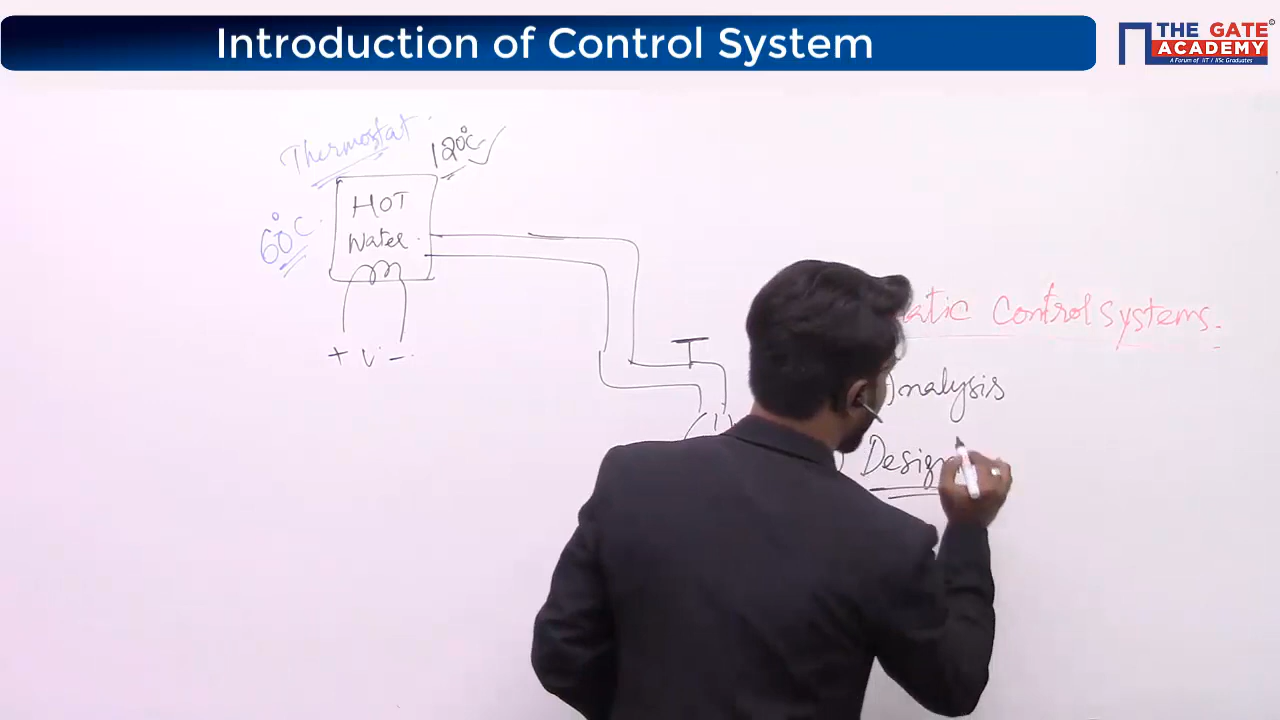 Introduction of Control System
THE GATE ACADEMY
A Forum of IIT / IISc Graduates
Thermostat
120°C
HOT
Water
60°C
+ V -
Control Systems.
Analysis
Design